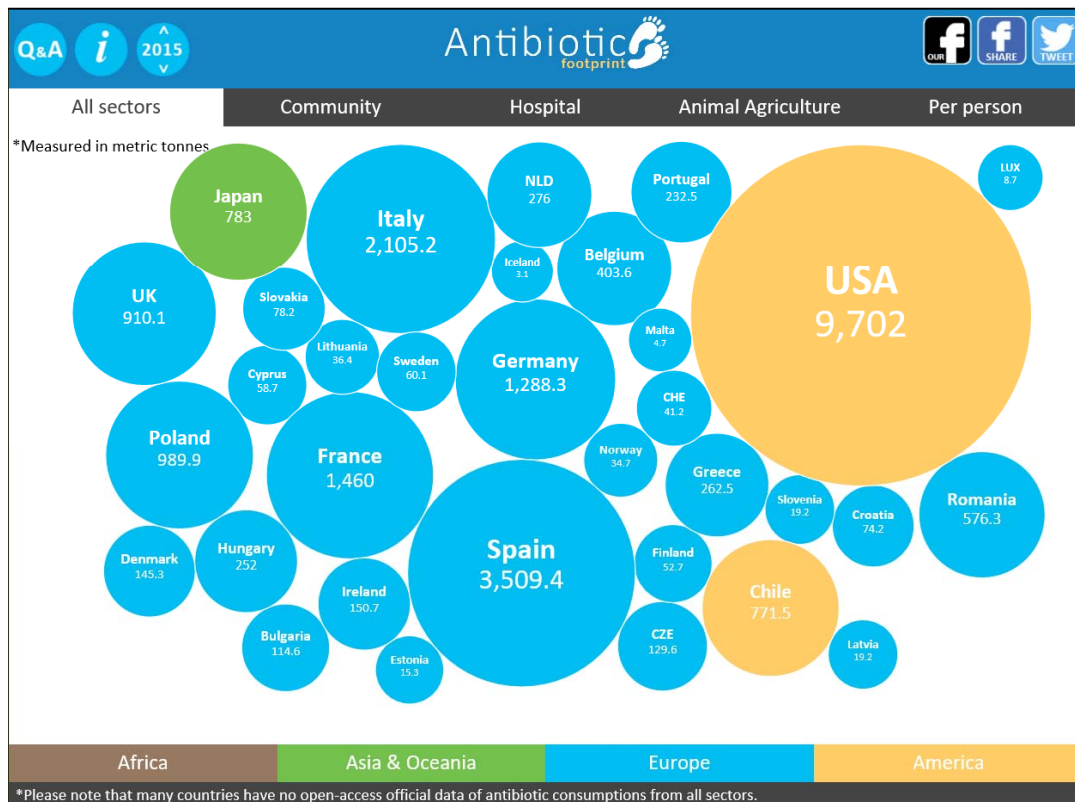 Q&A
i
2015
Antibiotic
footprint
OUR
f
f
SHARE
TWEET
All sectors
Community
Hospital
Animal Agriculture
Per person
*Measured in metric tonnes
Japan
783
Italy
2,105.2
NLD
276
Portugal
232.5
LUX
8.7
UK
910.1
Slovakia
78.2
Iceland
3.1
Belgium
403.6
USA
9,702
Lithuania
36.4
Sweden
60.1
Germany
1,288.3
Malta
4.7
Cyprus
58.7
CHE
41.2
Poland
989.9
France
1,460
Norway
34.7
Greece
262.5
Slovenia
19.2
Croatia
74.2
Romania
576.3
Denmark
145.3
Hungary
252
Spain
3,509.4
Finland
52.7
Ireland
150.7
Chile
771.5
Bulgaria
114.6
Estonia
15.3
CZE
129.6
Latvia
19.2
Africa
Asia & Oceania
Europe
America
*Please note that many countries have no open-access official data of antibiotic consumptions from all sectors.